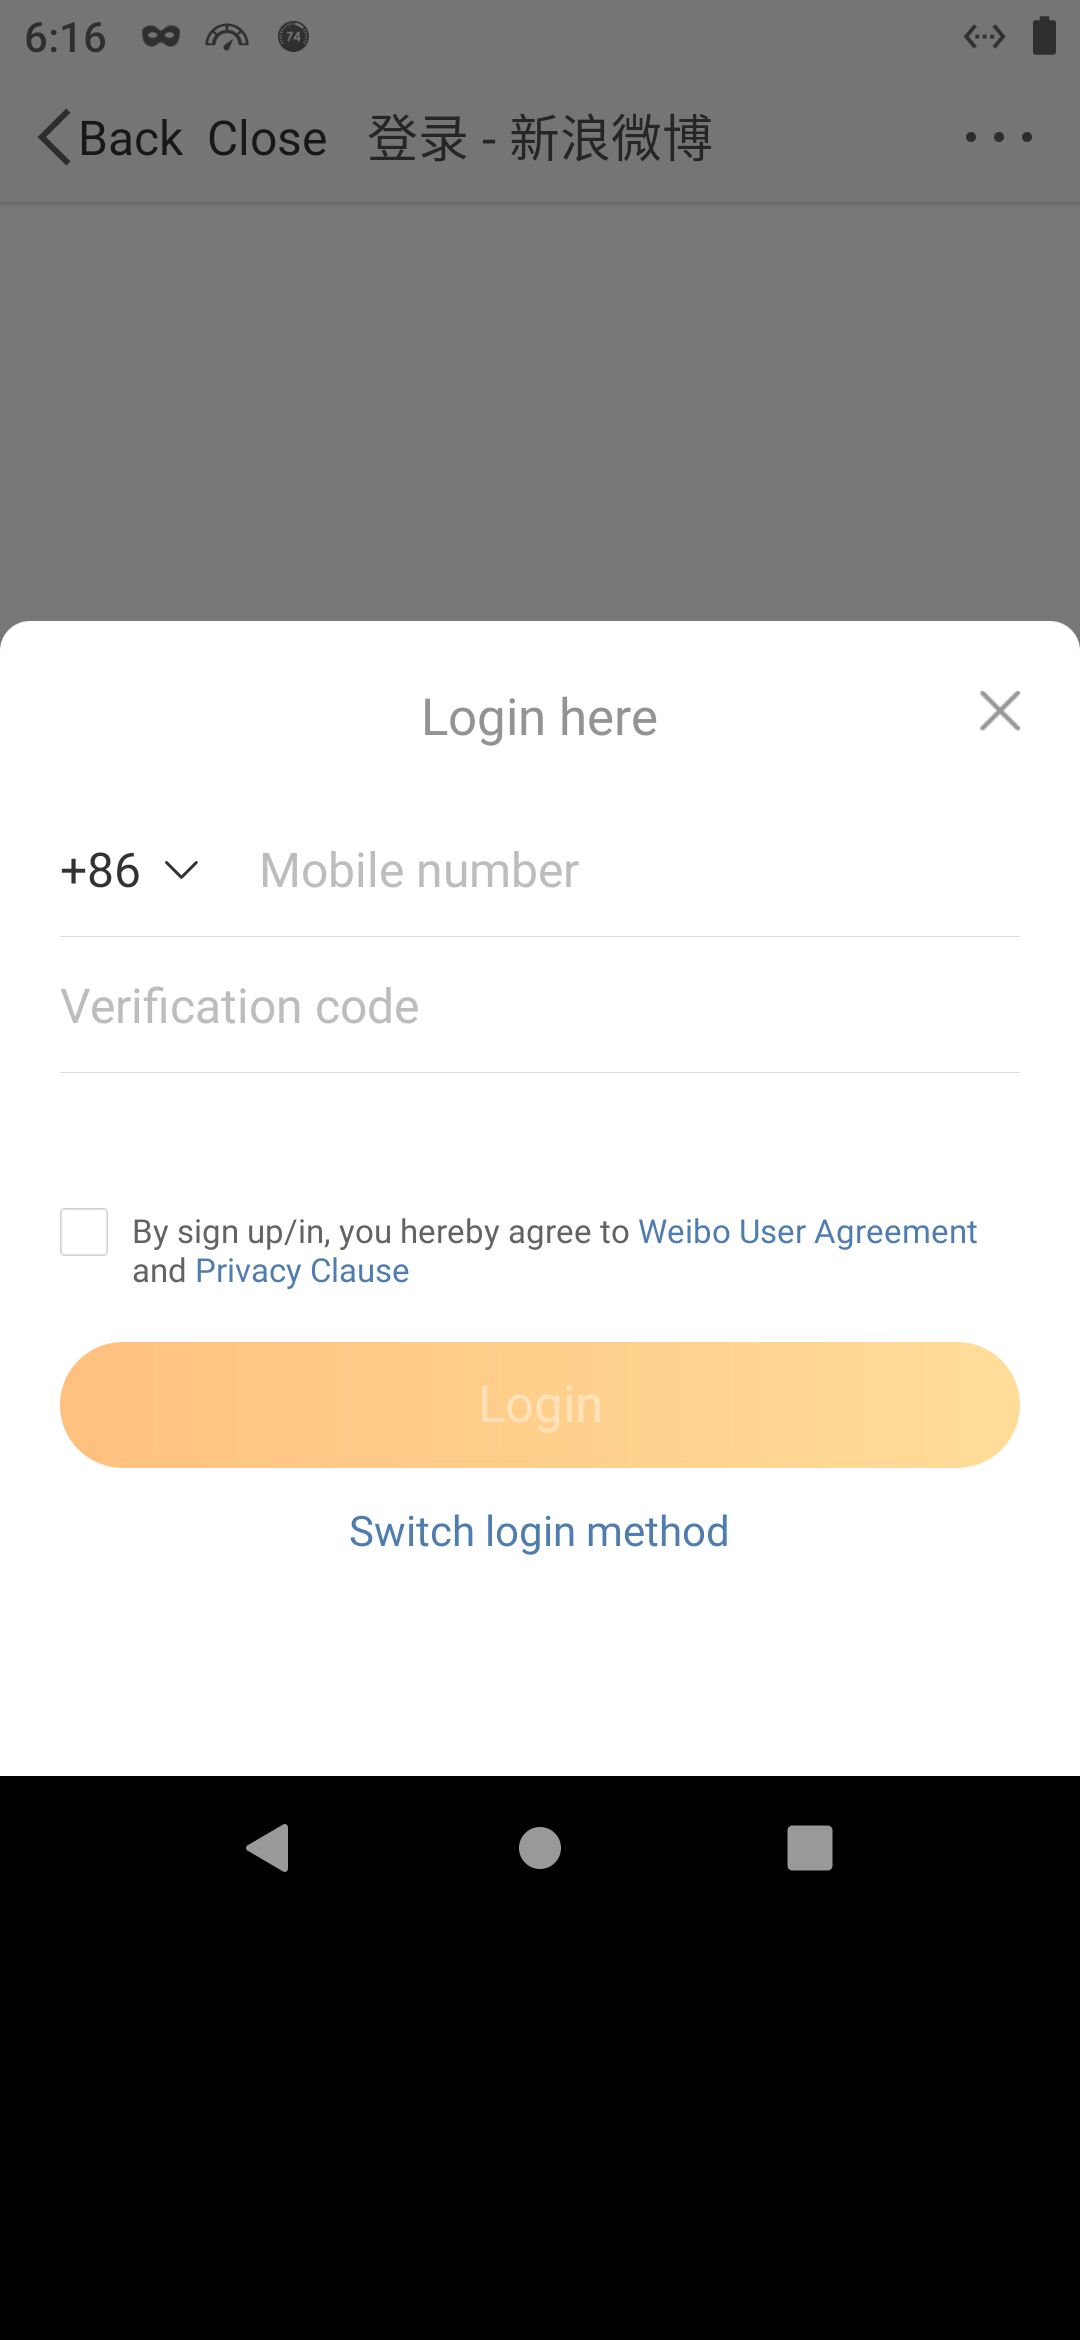 6:16 74
Back Close 登录 - 新浪微博
Login here
+86 Mobile number
Verification code
By sign up/in, you hereby agree to Weibo User Agreement
and Privacy Clause
Login
Switch login method